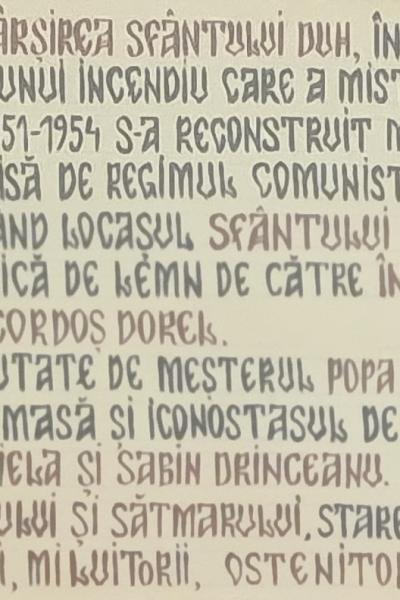 ÂRȘIREA SFÂNTULUI DUH, ÎN
UNUI INCENDIU CARE A MIST
51-1954 S-A RECONSTRUIT M
ISĂ DE REGIMUL COMUNIST
AND LOCAȘUL SFÂNTULUI
ICĂ DE LEMN DE CĂTRE ÎN
CORDOȘ DOREL.
UTATE DE MEȘTERUL POPA
MASĂ ȘI ICONOSTASUL DE
IELA ȘI SABIN DRINCEANU.
ULUI ȘI SĂTMARULUI, STARE
I, MILUITORII, OSTENITOR